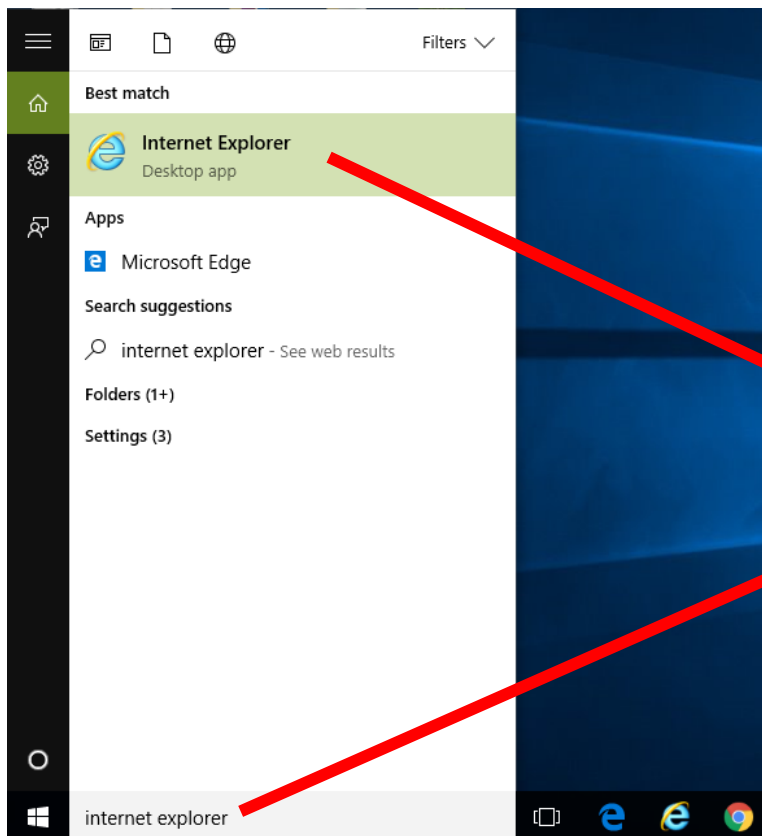 Filters
Best match
Internet Explorer
Desktop app
Apps
Microsoft Edge
Search suggestions
internet explorer - See web results
Folders (1+)
Settings (3)
internet explorer